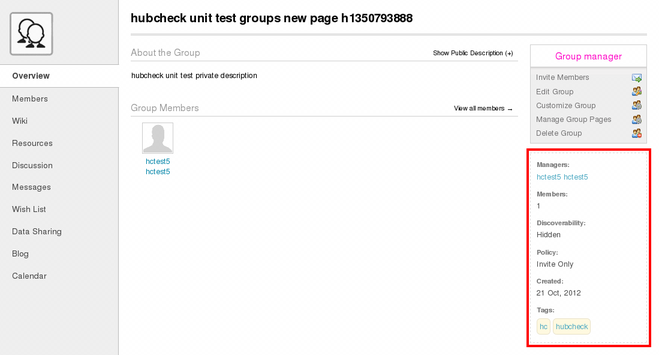 hubcheck unit test groups new page h1350793888
Overview
Members
Wiki
Resources
Discussion
Messages
Wish List
Data Sharing
Blog
Calendar
About the Group
Show Public Description (+)
hubcheck unit test private description
Group Members
View all members →
hctest5
hctest5
Group manager
Invite Members
Edit Group
Customize Group
Manage Group Pages
Delete Group
Managers:
hctest5 hctest5
Members:
1
Discoverability:
Hidden
Policy:
Invite Only
Created:
21 Oct, 2012
Tags:
hc hubcheck